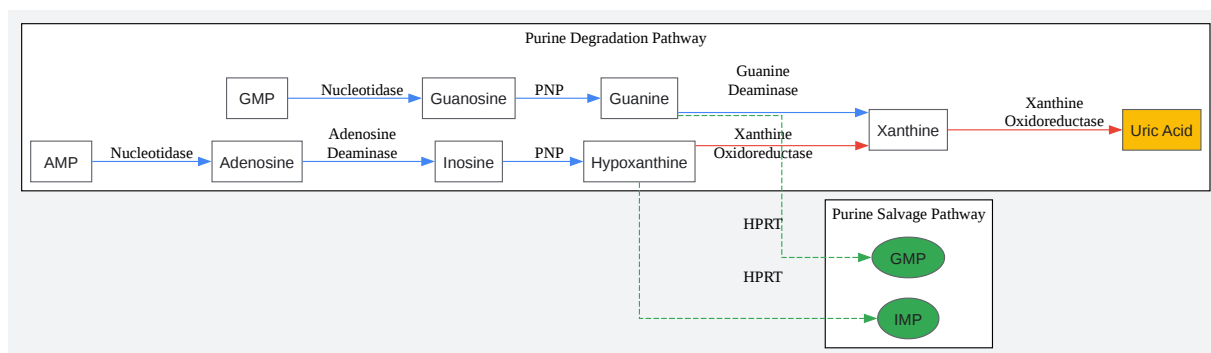 Purine Degradation Pathway
GMP
Nucleotidase
Guanosine
PNP
Guanine
Guanine
Deaminase
AMP
Nucleotidase
Adenosine
Adenosine
Deaminase
Inosine
PNP
Hypoxanthine
Xanthine
Oxidoreductase
Xanthine
Xanthine
Oxidoreductase
Uric Acid
Purine Salvage Pathway
HPRT
GMP
HPRT
IMP